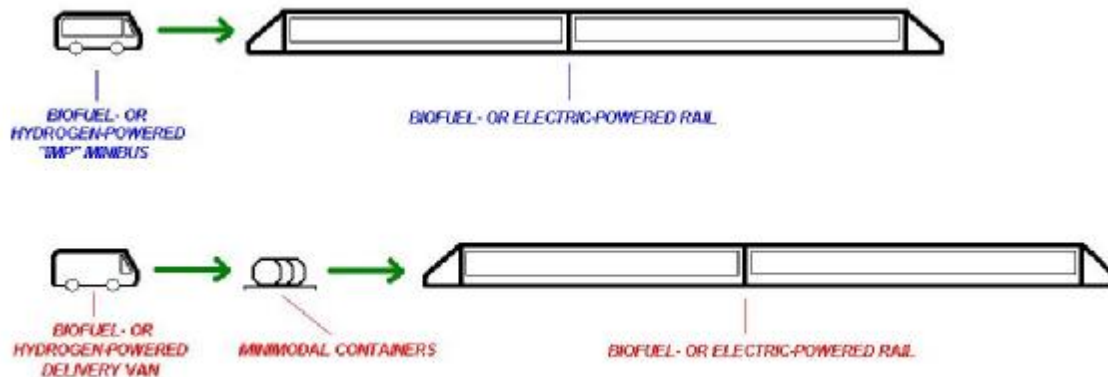 BIOFUEL- OR
HYDROGEN-POWERED
"IMP" MINIBUS
BIOFUEL- OR ELECTRIC-POWERED RAIL
BIOFUEL- OR
HYDROGEN-POWERED
DELIVERY VAN
MINIMODAL CONTAINERS
BIOFUEL- OR ELECTRIC-POWERED RAIL